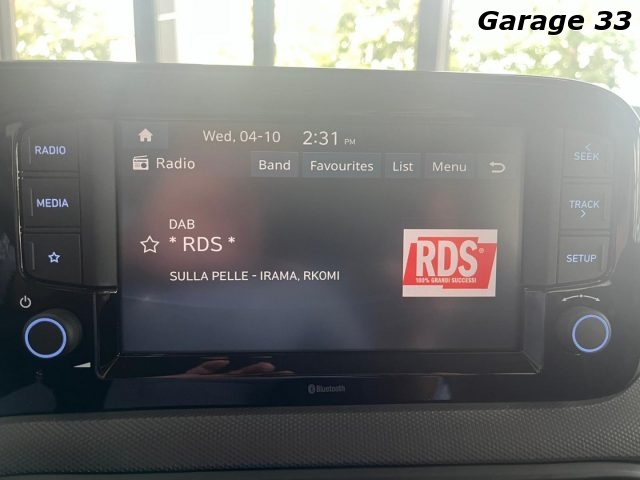 Garage 33
Wed, 04-10 2:31 PM
Radio Band Favourites List Menu
RADIO
MEDIA
< SEEK
TRACK >
SETUP
DAB
* RDS *
SULLA PELLE - IRAMA, RKOMI
RDS®
100% GRANDI SUCCESSI
Bluetooth